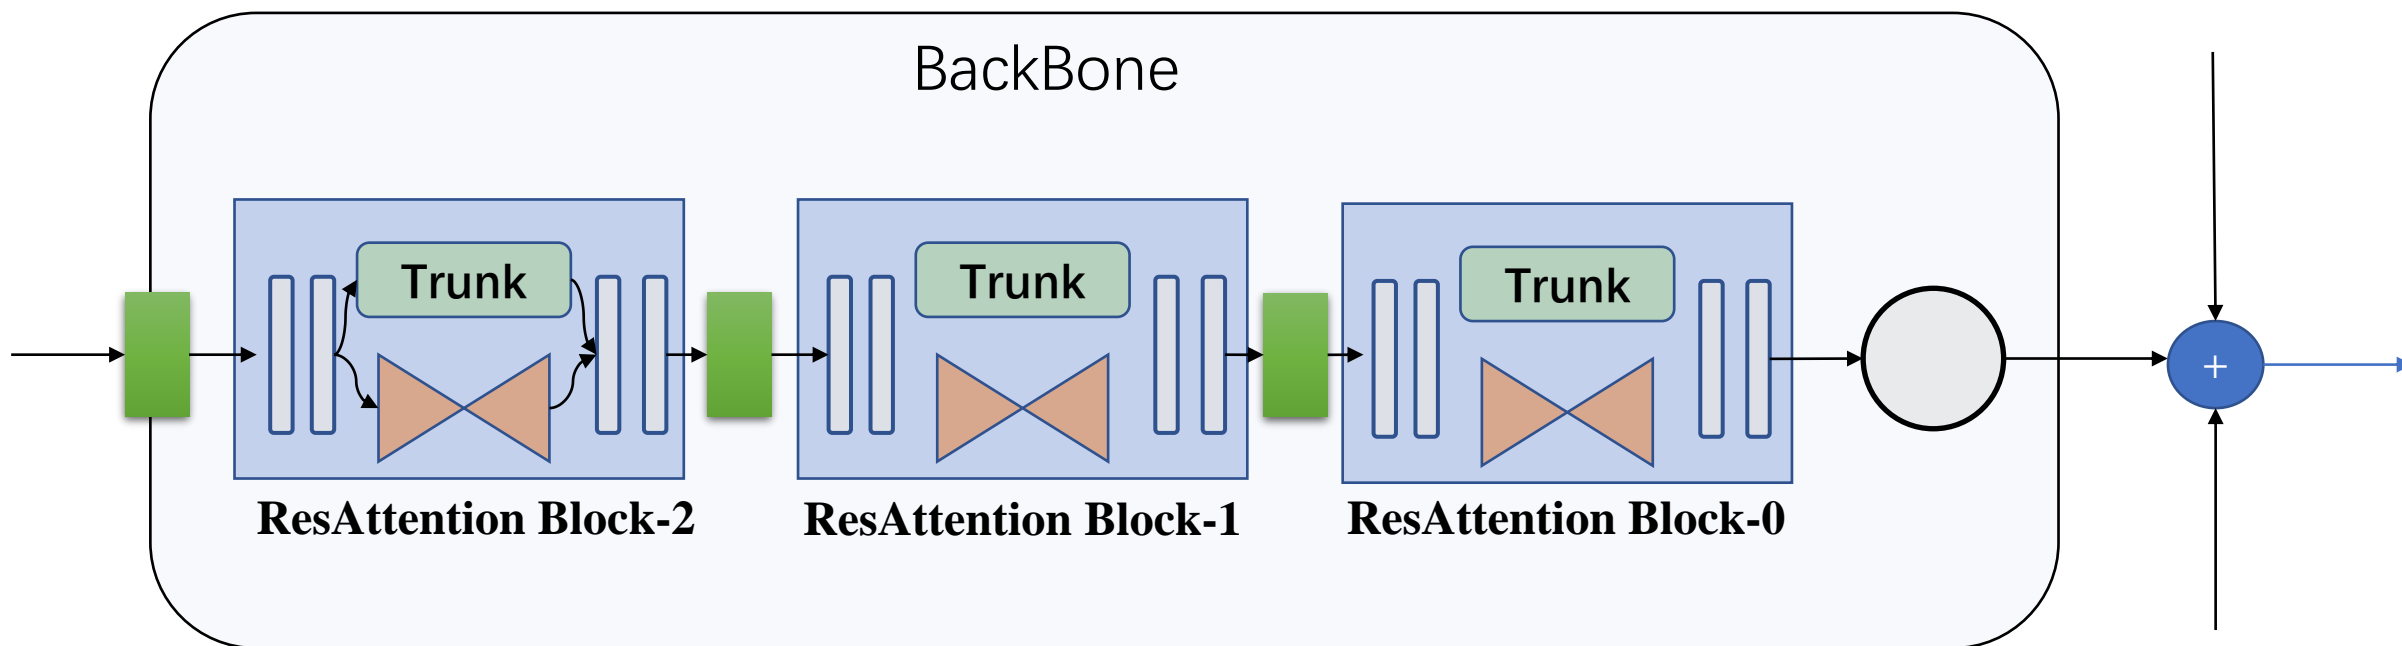 BackBone
Trunk
Trunk
Trunk
+
ResAttention Block-2
ResAttention Block-1
ResAttention Block-0